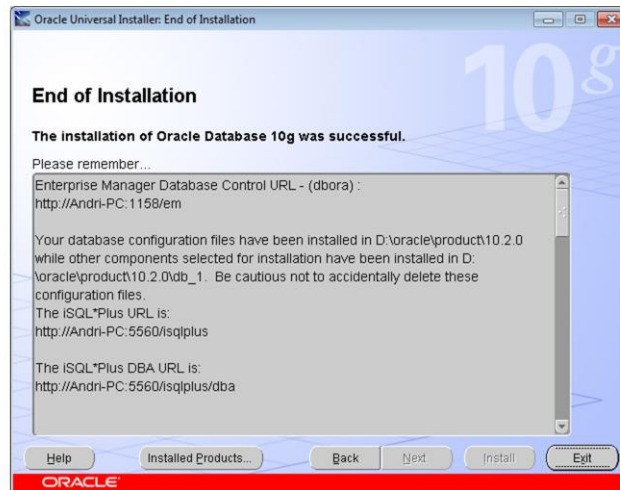 Oracle Universal Installer: End of Installation
10g
End of Installation
The installation of Oracle Database 10g was successful.
Please remember...
Enterprise Manager Database Control URL - (dbora) :
http://Andri-PC:1158/em
Your database configuration files have been installed in D:\oracle\product\10.2.0
while other components selected for installation have been installed in D:
\oracle\product\10.2.0\db_1. Be cautious not to accidentally delete these
configuration files.
The iSQL*Plus URL is:
http://Andri-PC:5560/isqlplus
The iSQL*Plus DBA URL is:
http://Andri-PC:5560/isqlplus/dba
Help Installed Products... Back Next Install Exit
ORACLE